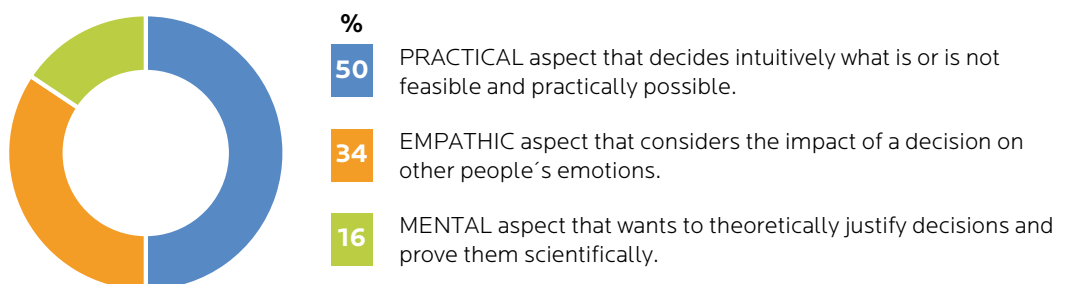 %
50 PRACTICAL aspect that decides intuitively what is or is not
feasible and practically possible.
34 EMPATHIC aspect that considers the impact of a decision on
other people´s emotions.
16 MENTAL aspect that wants to theoretically justify decisions and
prove them scientifically.